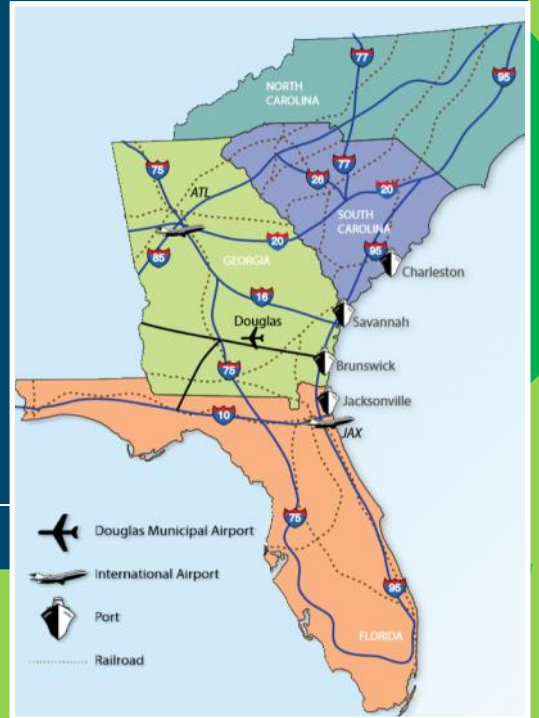 77
95
NORTH
CAROLINA
75
77
ATL
26
20
SOUTH
CAROLINA
20
95
85
GEORGIA
Charleston
16
Savannah
Douglas
Brunswick
75
Jacksonville
10
JAX
75
Douglas Municipal Airport
International Airport
95
Port
FLORIDA
Railroad